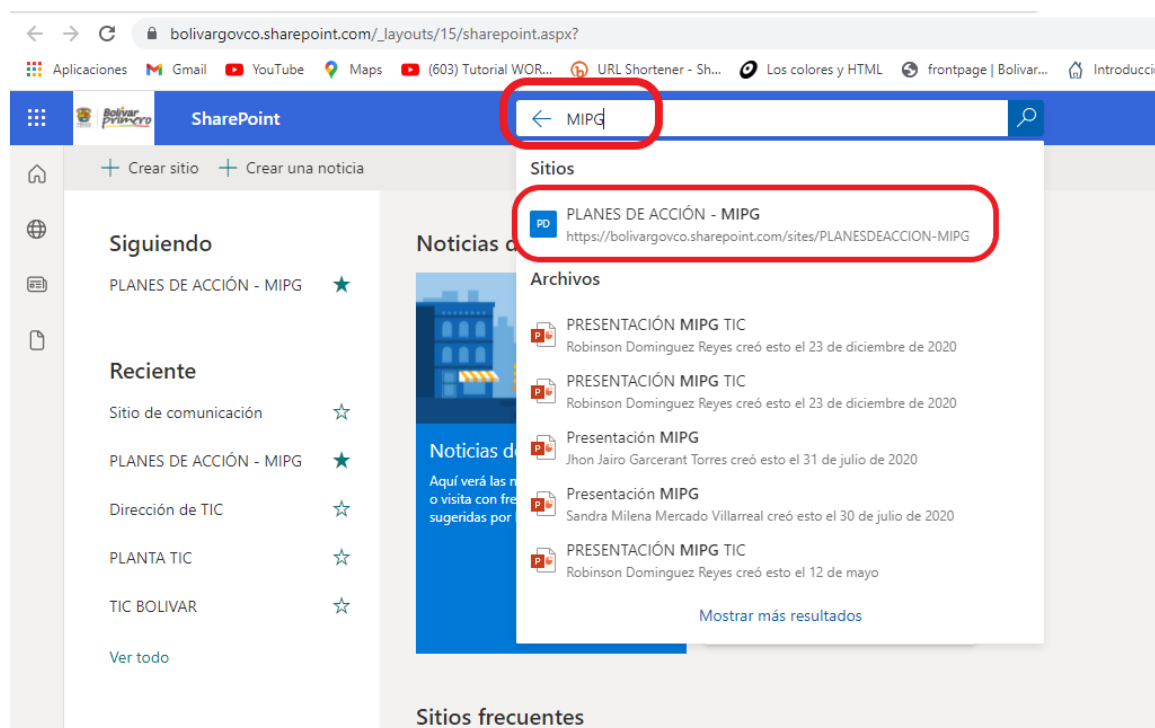 bolivargovco.sharepoint.com/_layouts/15/sharepoint.aspx?
Aplicaciones Gmail YouTube Maps (603) Tutorial WOR... URL Shortener - Sh... Los colores y HTML frontpage | Bolivar... Introducci
Bolívar primero SharePoint MIPG
+ Crear sitio + Crear una noticia
Siguiendo
PLANES DE ACCIÓN - MIPG
Reciente
Sitio de comunicación
PLANES DE ACCIÓN - MIPG
Dirección de TIC
PLANTA TIC
TIC BOLIVAR
Ver todo
Noticias d
Noticias d
Aquí verá las n
o visita con fre
sugeridas por
Sitios
PD PLANES DE ACCIÓN - MIPG
https://bolivargovco.sharepoint.com/sites/PLANESDEACCION-MIPG
Archivos
PRESENTACIÓN MIPG TIC
Robinson Dominguez Reyes creó esto el 23 de diciembre de 2020
PRESENTACIÓN MIPG TIC
Robinson Dominguez Reyes creó esto el 23 de diciembre de 2020
Presentación MIPG
Jhon Jairo Garcerant Torres creó esto el 31 de julio de 2020
Presentación MIPG
Sandra Milena Mercado Villarreal creó esto el 30 de julio de 2020
PRESENTACIÓN MIPG TIC
Robinson Dominguez Reyes creó esto el 12 de mayo
Mostrar más resultados
Sitios frecuentes